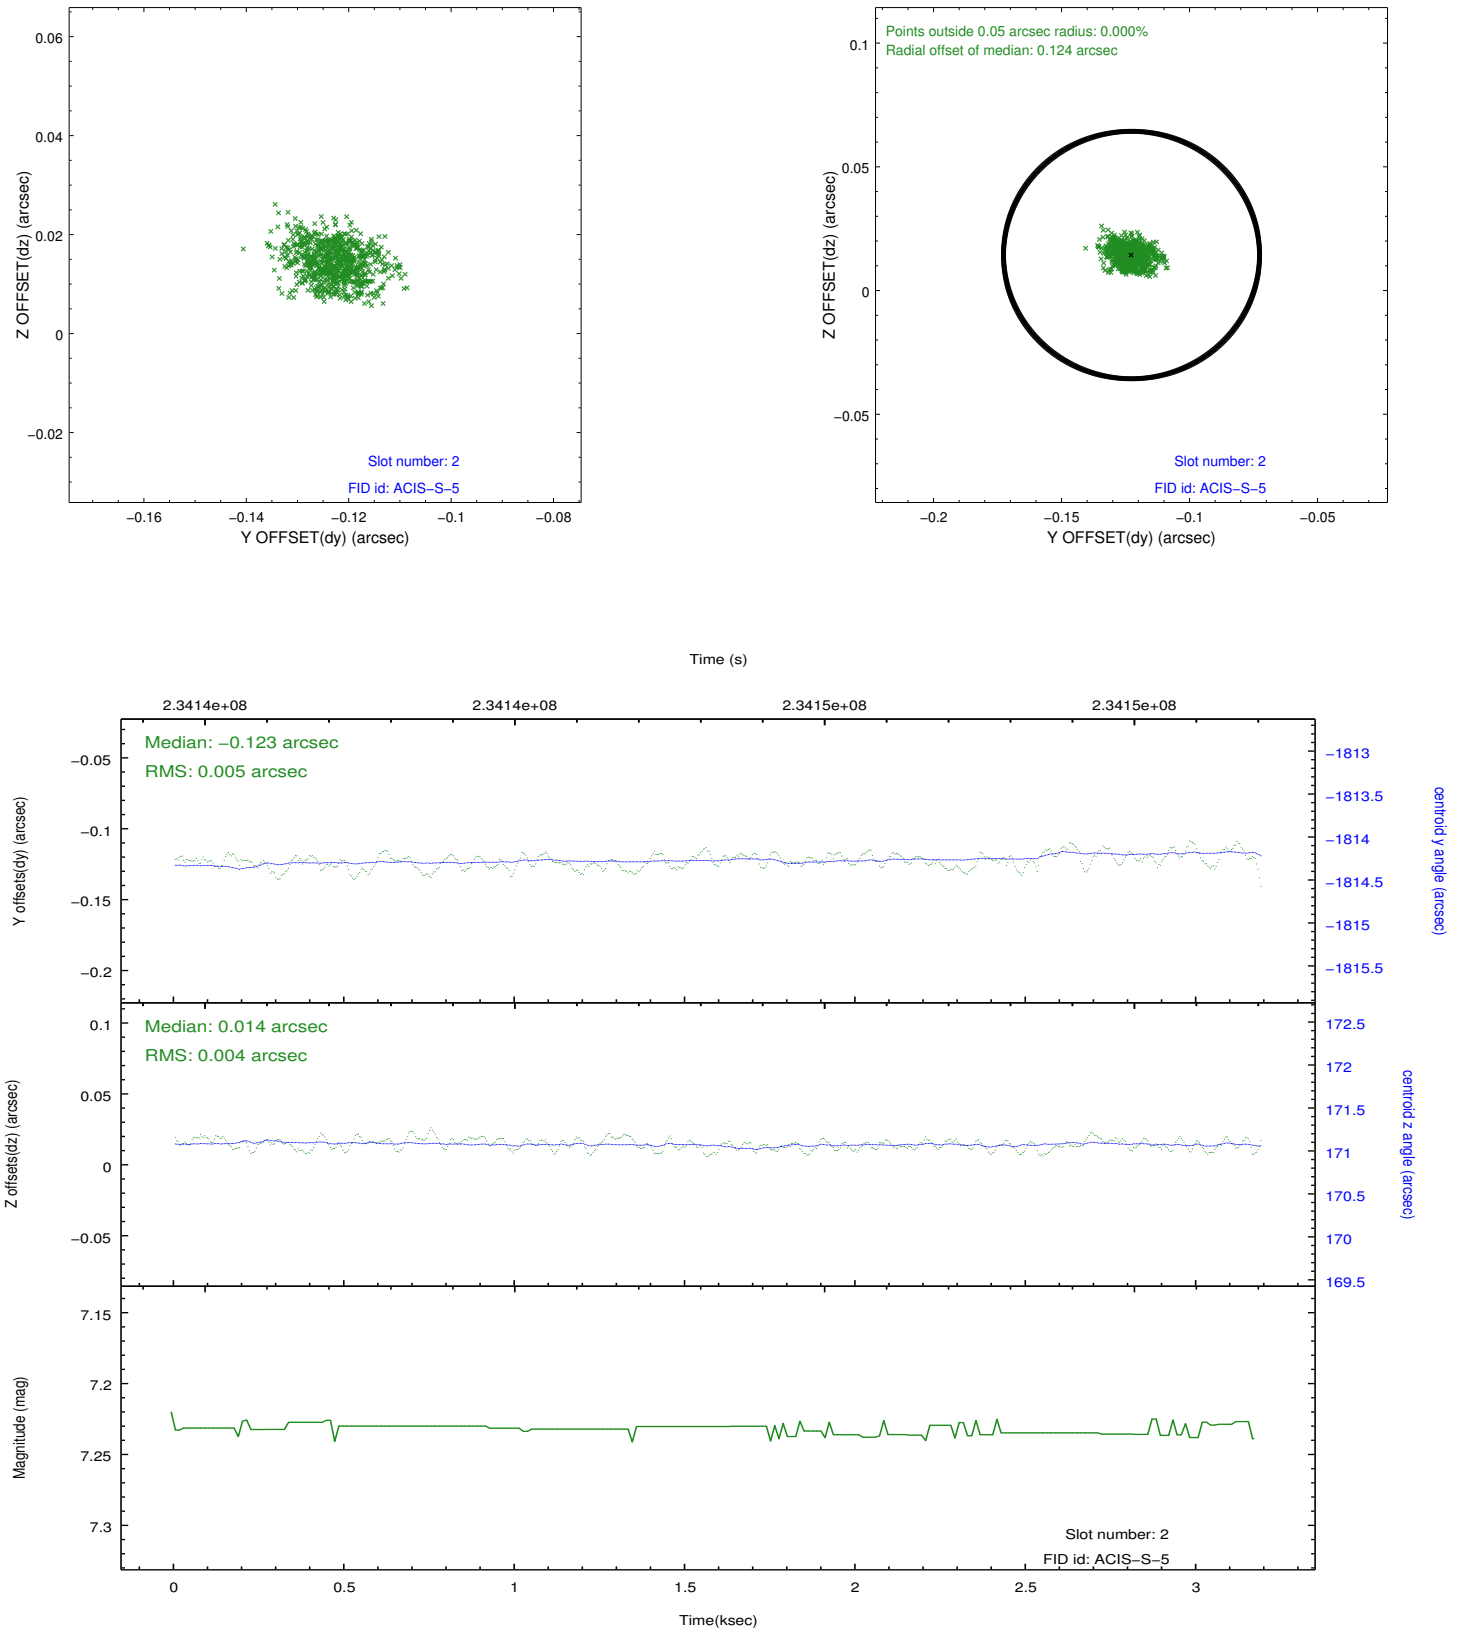 0.06
0.04
0.02
0
−0.02
Z OFFSET(dz) (arcsec)
Slot number: 2
FID id: ACIS−S−5
−0.16 −0.14 −0.12 −0.1 −0.08
Y OFFSET(dy) (arcsec)
Points outside 0.05 arcsec radius: 0.000%
Radial offset of median: 0.124 arcsec
0.1
0.05
0
−0.05
Z OFFSET(dz) (arcsec)
Slot number: 2
FID id: ACIS−S−5
−0.2 −0.15 −0.1 −0.05
Y OFFSET(dy) (arcsec)
Time (s)
2.3414e+08 2.3414e+08 2.3415e+08 2.3415e+08
Median: −0.123 arcsec
RMS: 0.005 arcsec
−0.05
−0.1
−0.15
−0.2
Y offsets(dy) (arcsec)
−1813
−1813.5
−1814
−1814.5
−1815
−1815.5
centroid y angle (arcsec)
Median: 0.014 arcsec
RMS: 0.004 arcsec
0.1
0.05
0
−0.05
Z offsets(dz) (arcsec)
172.5
172
171.5
171
170.5
170
169.5
centroid z angle (arcsec)
7.15
7.2
7.25
7.3
Magnitude (mag)
Slot number: 2
FID id: ACIS−S−5
0 0.5 1 1.5 2 2.5 3
Time(ksec)